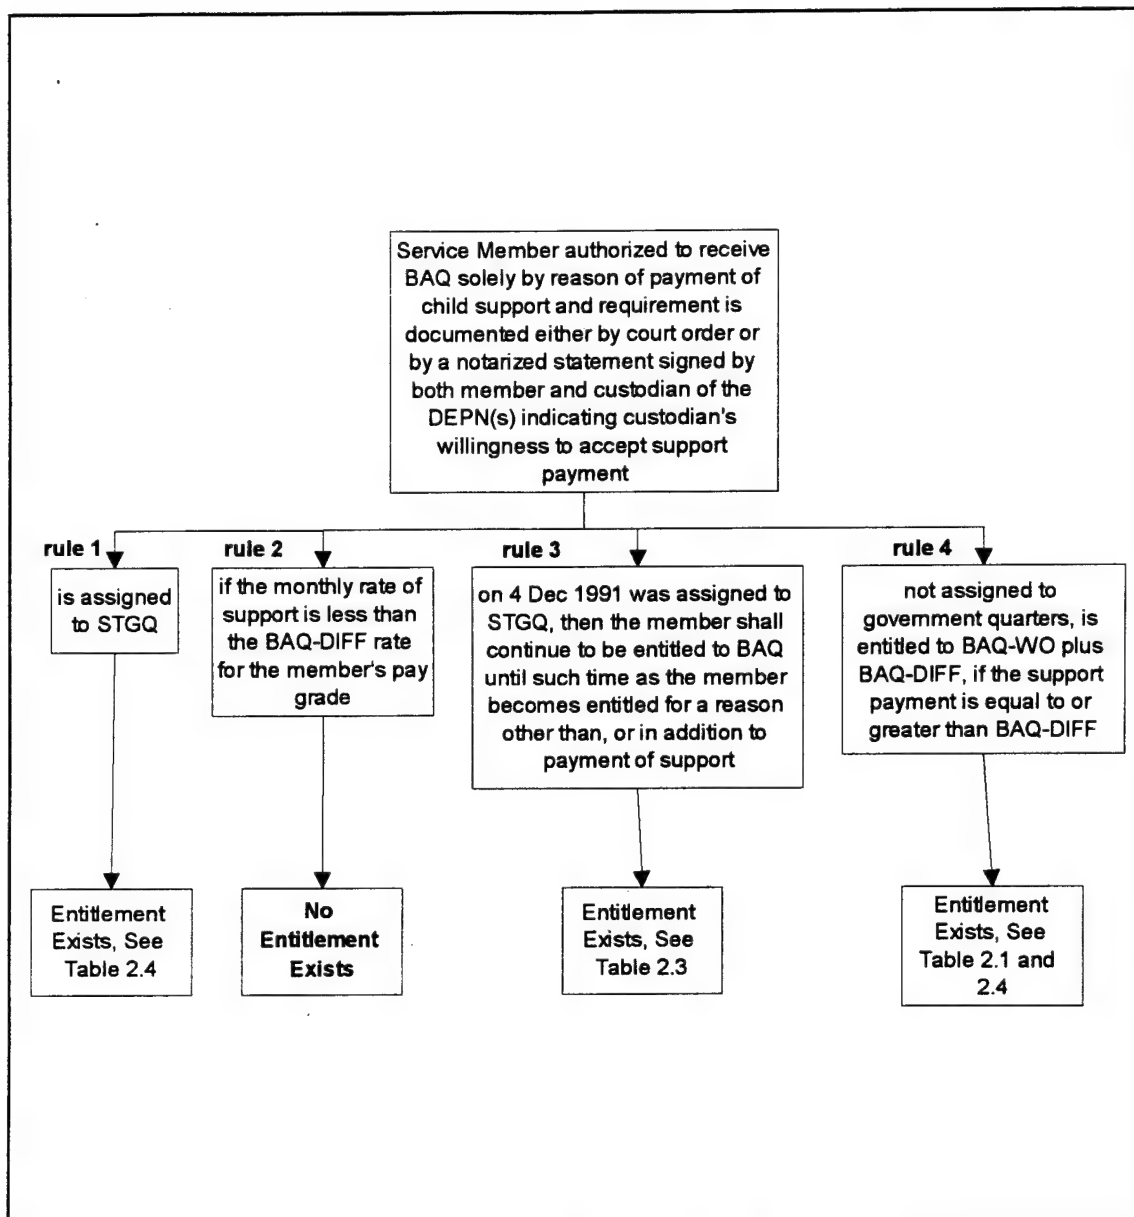 Service Member authorized to receive
BAQ solely by reason of payment of
child support and requirement is
documented either by court order or
by a notarized statement signed by
both member and custodian of the
DEPN(s) indicating custodian's
willingness to accept support
payment
rule 1
is assigned
to STGQ
Entitlement
Exists, See
Table 2.4
rule 2
if the monthly rate of
support is less than
the BAQ-DIFF rate
for the member's pay
grade
No
Entitlement
Exists
rule 3
on 4 Dec 1991 was assigned to
STGQ, then the member shall
continue to be entitled to BAQ
until such time as the member
becomes entitled for a reason
other than, or in addition to
payment of support
Entitlement
Exists, See
Table 2.3
rule 4
not assigned to
government quarters, is
entitled to BAQ-WO plus
BAQ-DIFF, if the support
payment is equal to or
greater than BAQ-DIFF
Entitlement
Exists, See
Table 2.1 and
2.4